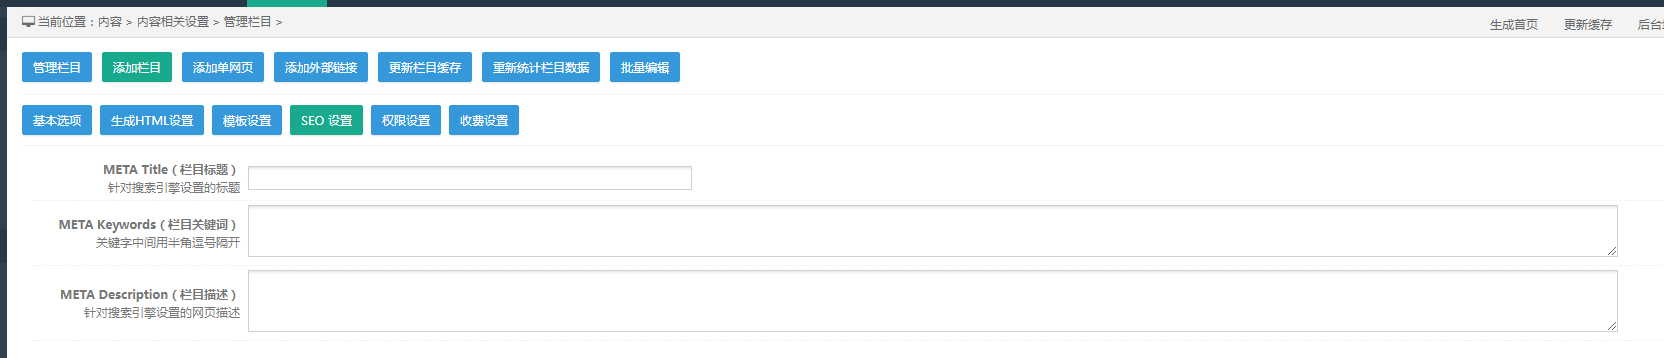 当前位置：内容 > 内容相关设置 > 管理栏目 >
生成首页 更新缓存 后台
管理栏目 添加栏目 添加单网页 添加外部链接 更新栏目缓存 重新统计栏目数据 批量编辑
基本选项 生成HTML设置 模板设置 SEO 设置 权限设置 收费设置
META Title（栏目标题）
针对搜索引擎设置的标题
META Keywords（栏目关键词）
关键字中间用半角逗号隔开
META Description（栏目描述）
针对搜索引擎设置的网页描述